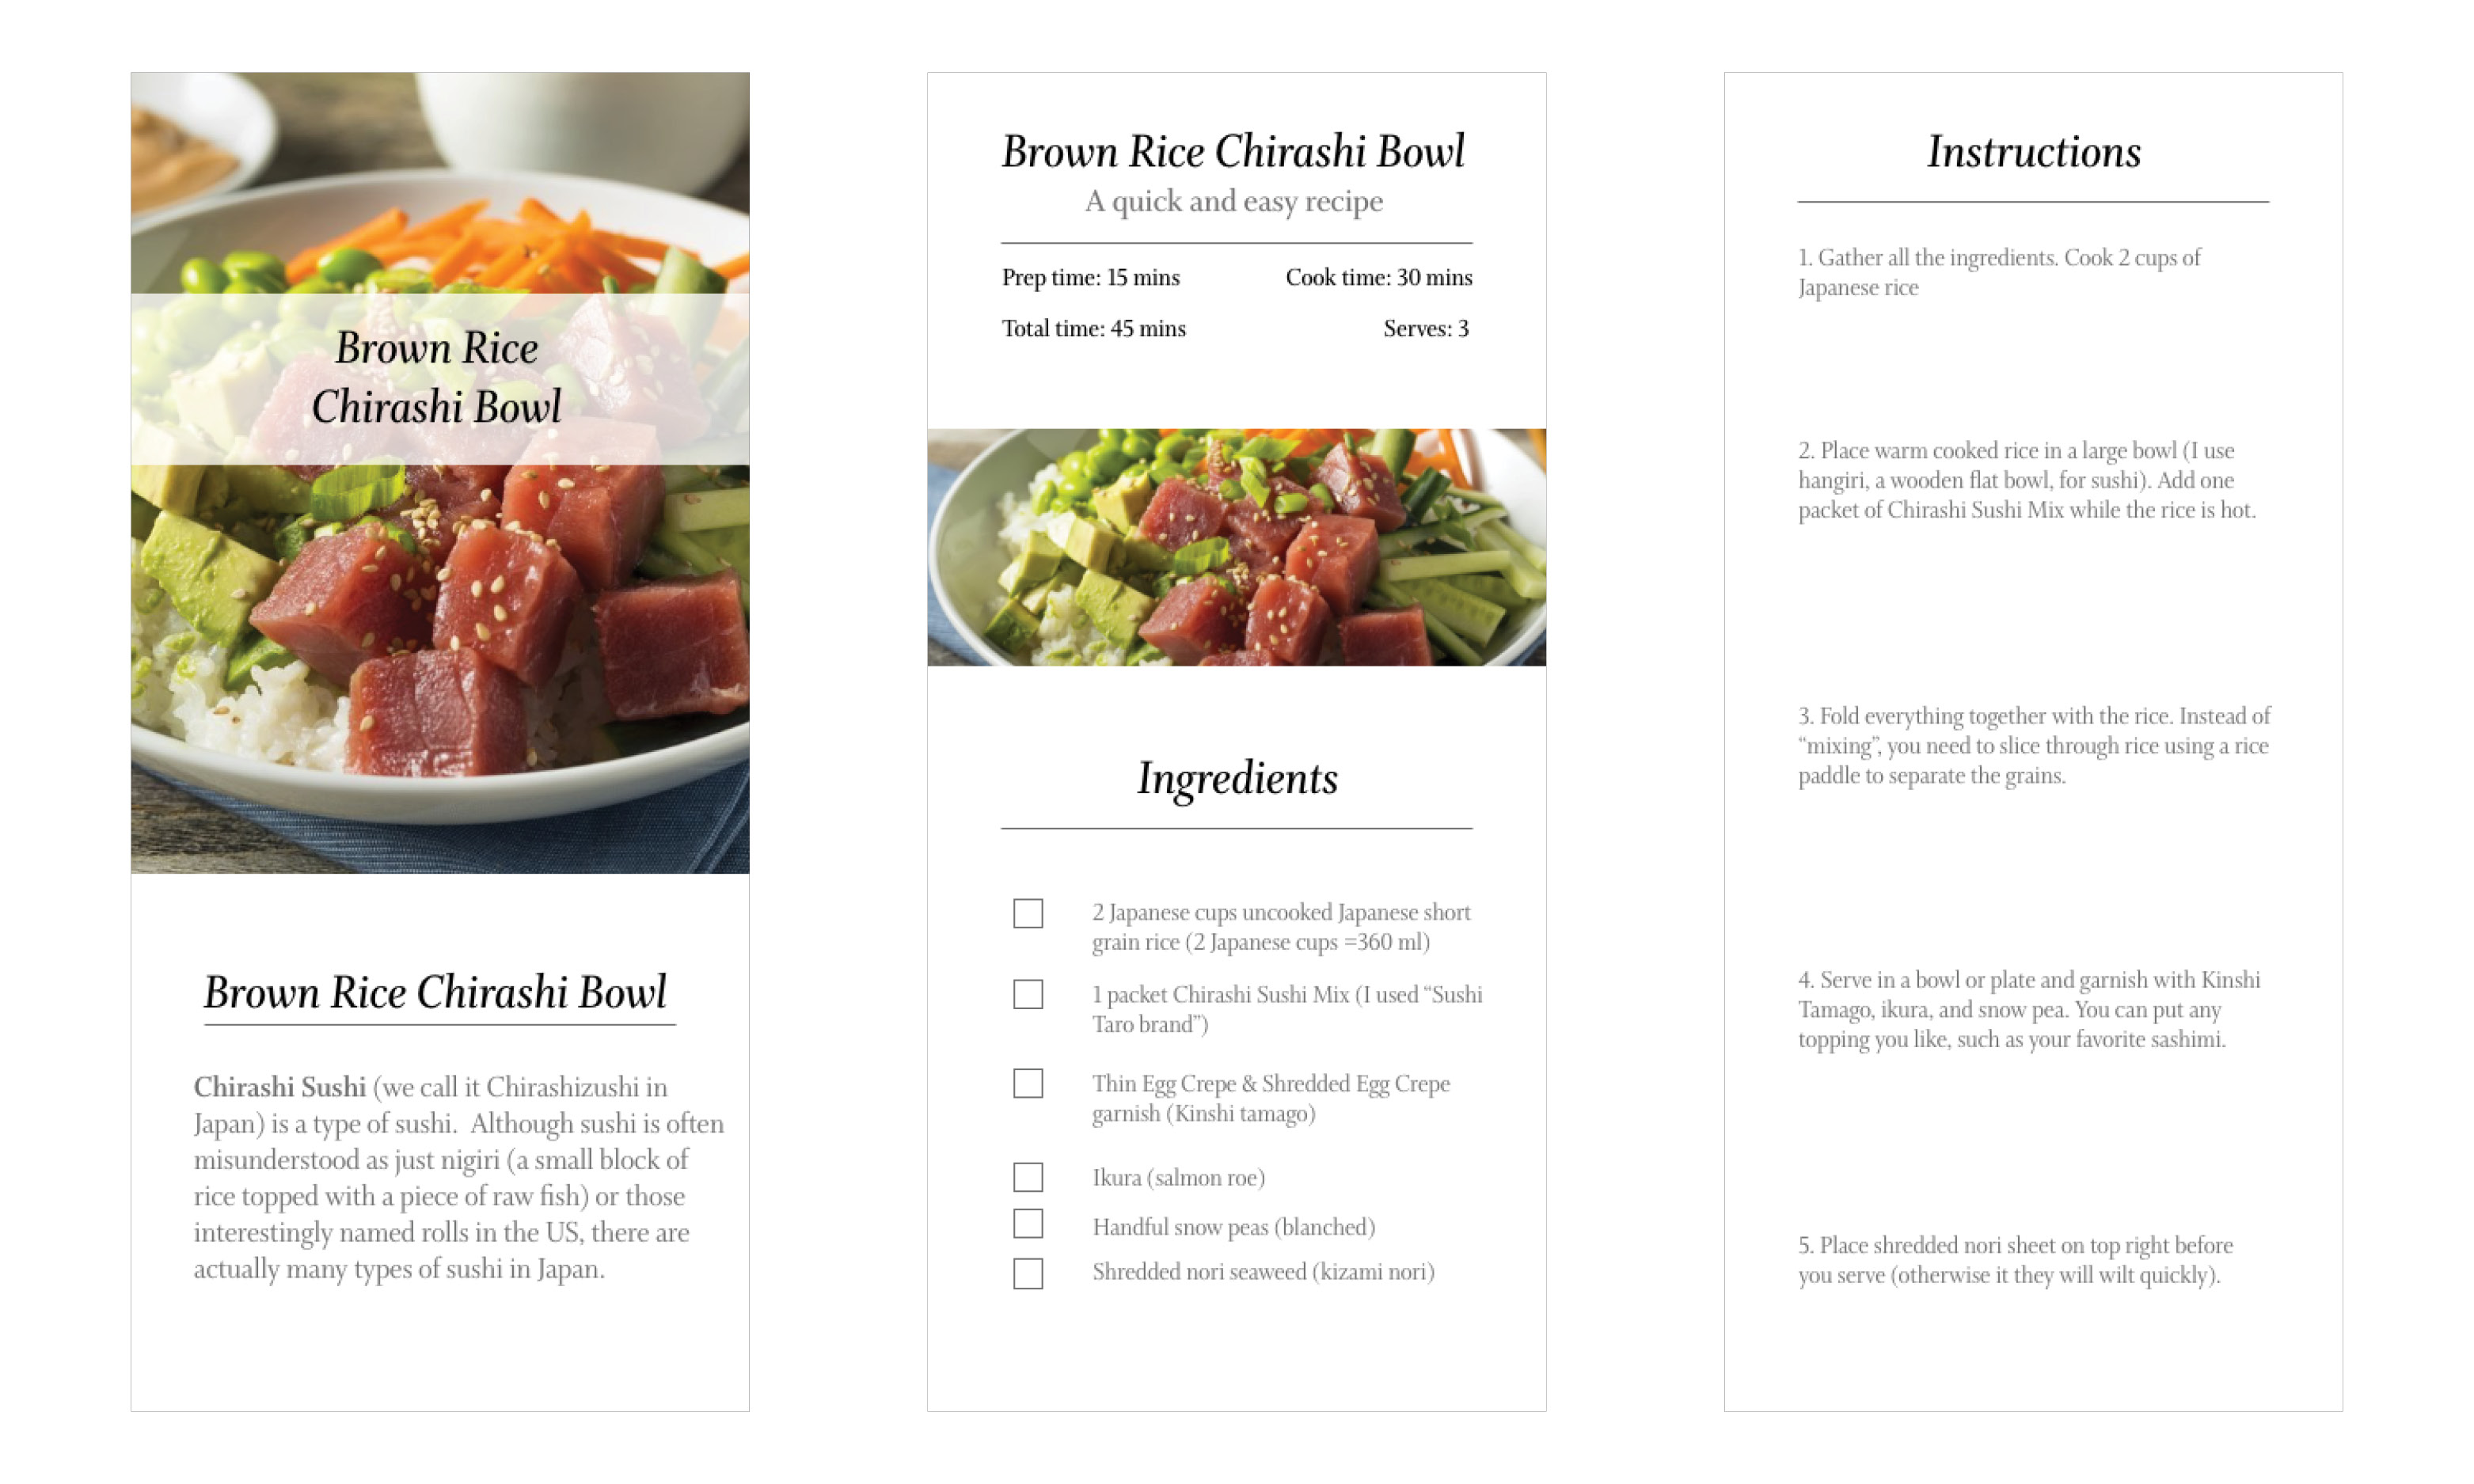 Brown Rice
Chirashi Bowl
Brown Rice Chirashi Bowl
Chirashi Sushi (we call it Chirashizushi in
Japan) is a type of sushi.  Although sushi is often
misunderstood as just nigiri (a small block of
rice topped with a piece of raw fish) or those
interestingly named rolls in the US, there are
actually many types of sushi in Japan.
Brown Rice Chirashi Bowl
A quick and easy recipe
Prep time: 15 mins
Cook time: 30 mins
Total time: 45 mins
Serves: 3
Ingredients
2 Japanese cups uncooked Japanese short
grain rice (2 Japanese cups =360 ml)
1 packet Chirashi Sushi Mix (I used “Sushi
Taro brand”)
Thin Egg Crepe & Shredded Egg Crepe
garnish (Kinshi tamago)
Ikura (salmon roe)
Handful snow peas (blanched)
Shredded nori seaweed (kizami nori)
Instructions
1. Gather all the ingredients. Cook 2 cups of
Japanese rice
2. Place warm cooked rice in a large bowl (I use
hangiri, a wooden flat bowl, for sushi). Add one
packet of Chirashi Sushi Mix while the rice is hot.
3. Fold everything together with the rice. Instead of
“mixing”, you need to slice through rice using a rice
paddle to separate the grains.
4. Serve in a bowl or plate and garnish with Kinshi
Tamago, ikura, and snow pea. You can put any
topping you like, such as your favorite sashimi.
5. Place shredded nori sheet on top right before
you serve (otherwise it they will wilt quickly).